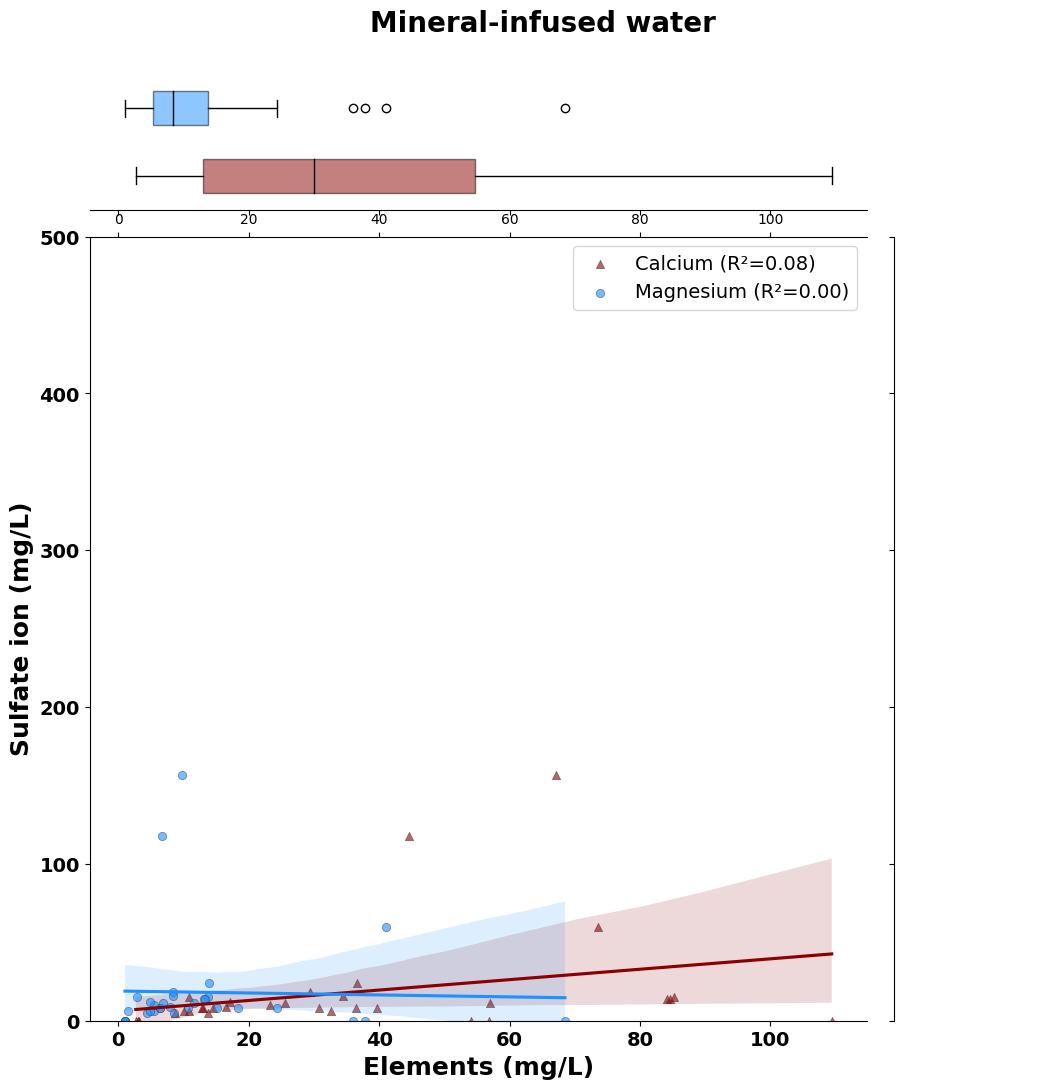 Mineral-infused water
0 20 40 60 80 100
500
400
300
200
100
0
Calcium (R²=0.08)
Magnesium (R²=0.00)
Sulfate ion (mg/L)
0 20 40 60 80 100
Elements (mg/L)